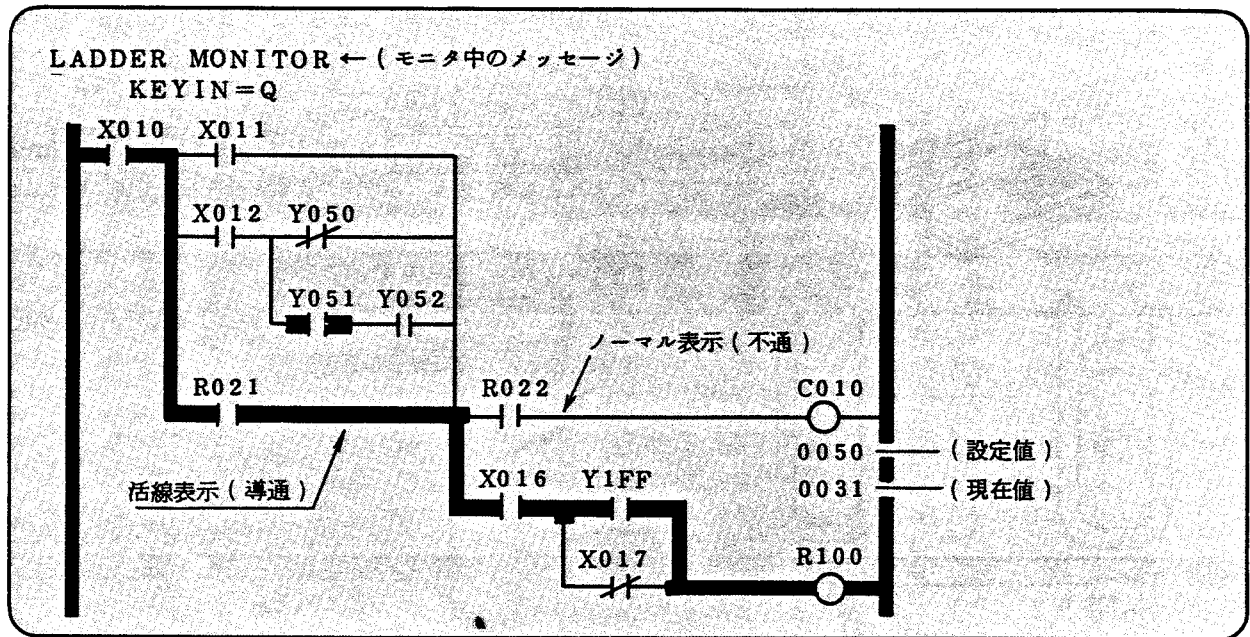 LADDER MONITOR ← (モニタ中のメッセージ)
KEYIN=Q
X010 X011
X012 Y050
Y051 Y052
ノーマル表示(不通)
R021 R022 C010
0050 (設定値)
X016 Y1FF 0031 (現在値)
活線表示(導通)
X017 R100